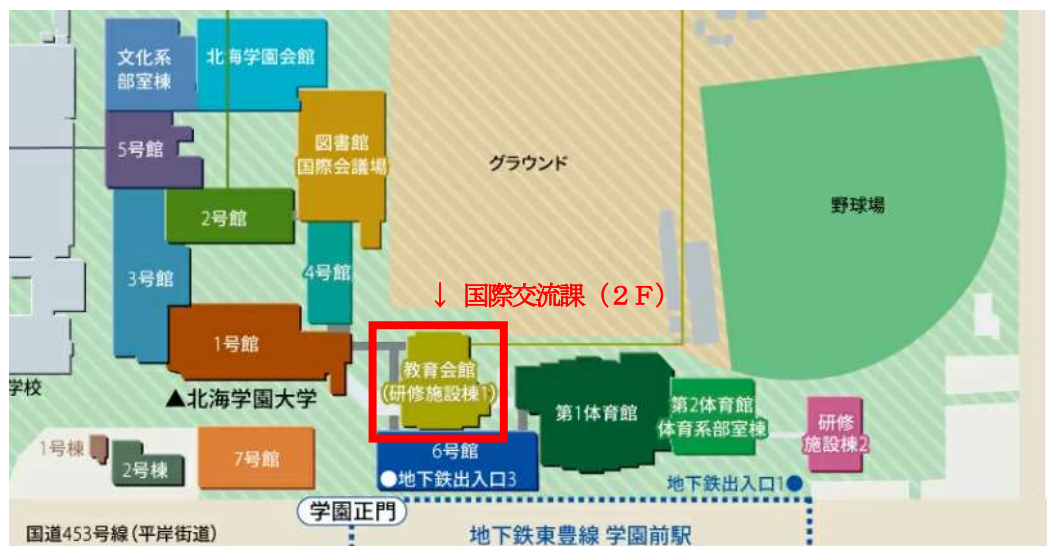 文化系
部室棟
北海学園会館
5号館
図書館
国際会議場
グラウンド
野球場
2号館
3号館
4号館
↓ 国際交流課（２Ｆ）
1号館
教育会館
(研修施設棟1)
学校
▲北海学園大学
第1体育館
第2体育館
体育系部室棟
研修
施設棟2
1号棟
2号棟
7号館
6号館
●地下鉄出入口3
地下鉄出入口1●
学園正門
国道453号線(平岸街道)
地下鉄東豊線 学園前駅